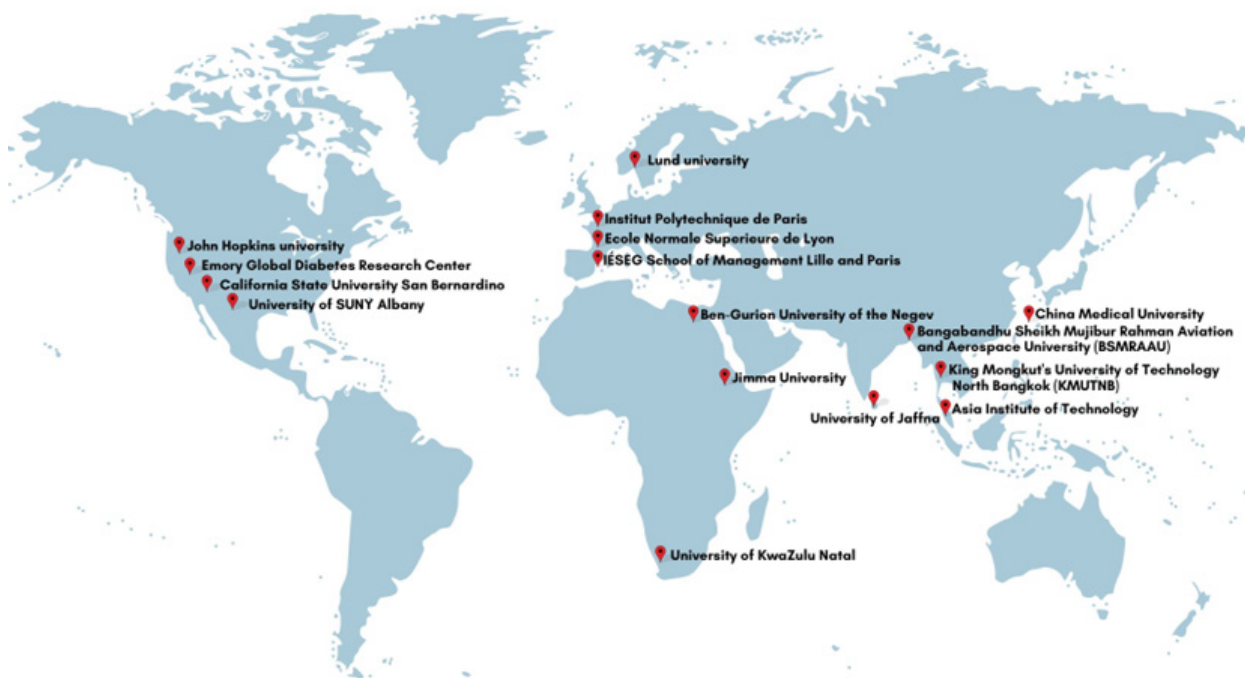 Lund university
Institut Polytechnique de Paris
Ecole Normale Superieure de Lyon
IÉSEG School of Management Lille and Paris
John Hopkins university
Emory Global Diabetes Research Center
California State University San Bernardino
University of SUNY Albany
Ben-Gurion University of the Negev
China Medical University
Bangabandhu Sheikh Mujibur Rahman Aviation
and Aerospace University (BSMRAAU)
King Mongkut's University of Technology
North Bangkok (KMUTNB)
Jimma University
Asia Institute of Technology
University of Jaffna
University of KwaZulu Natal